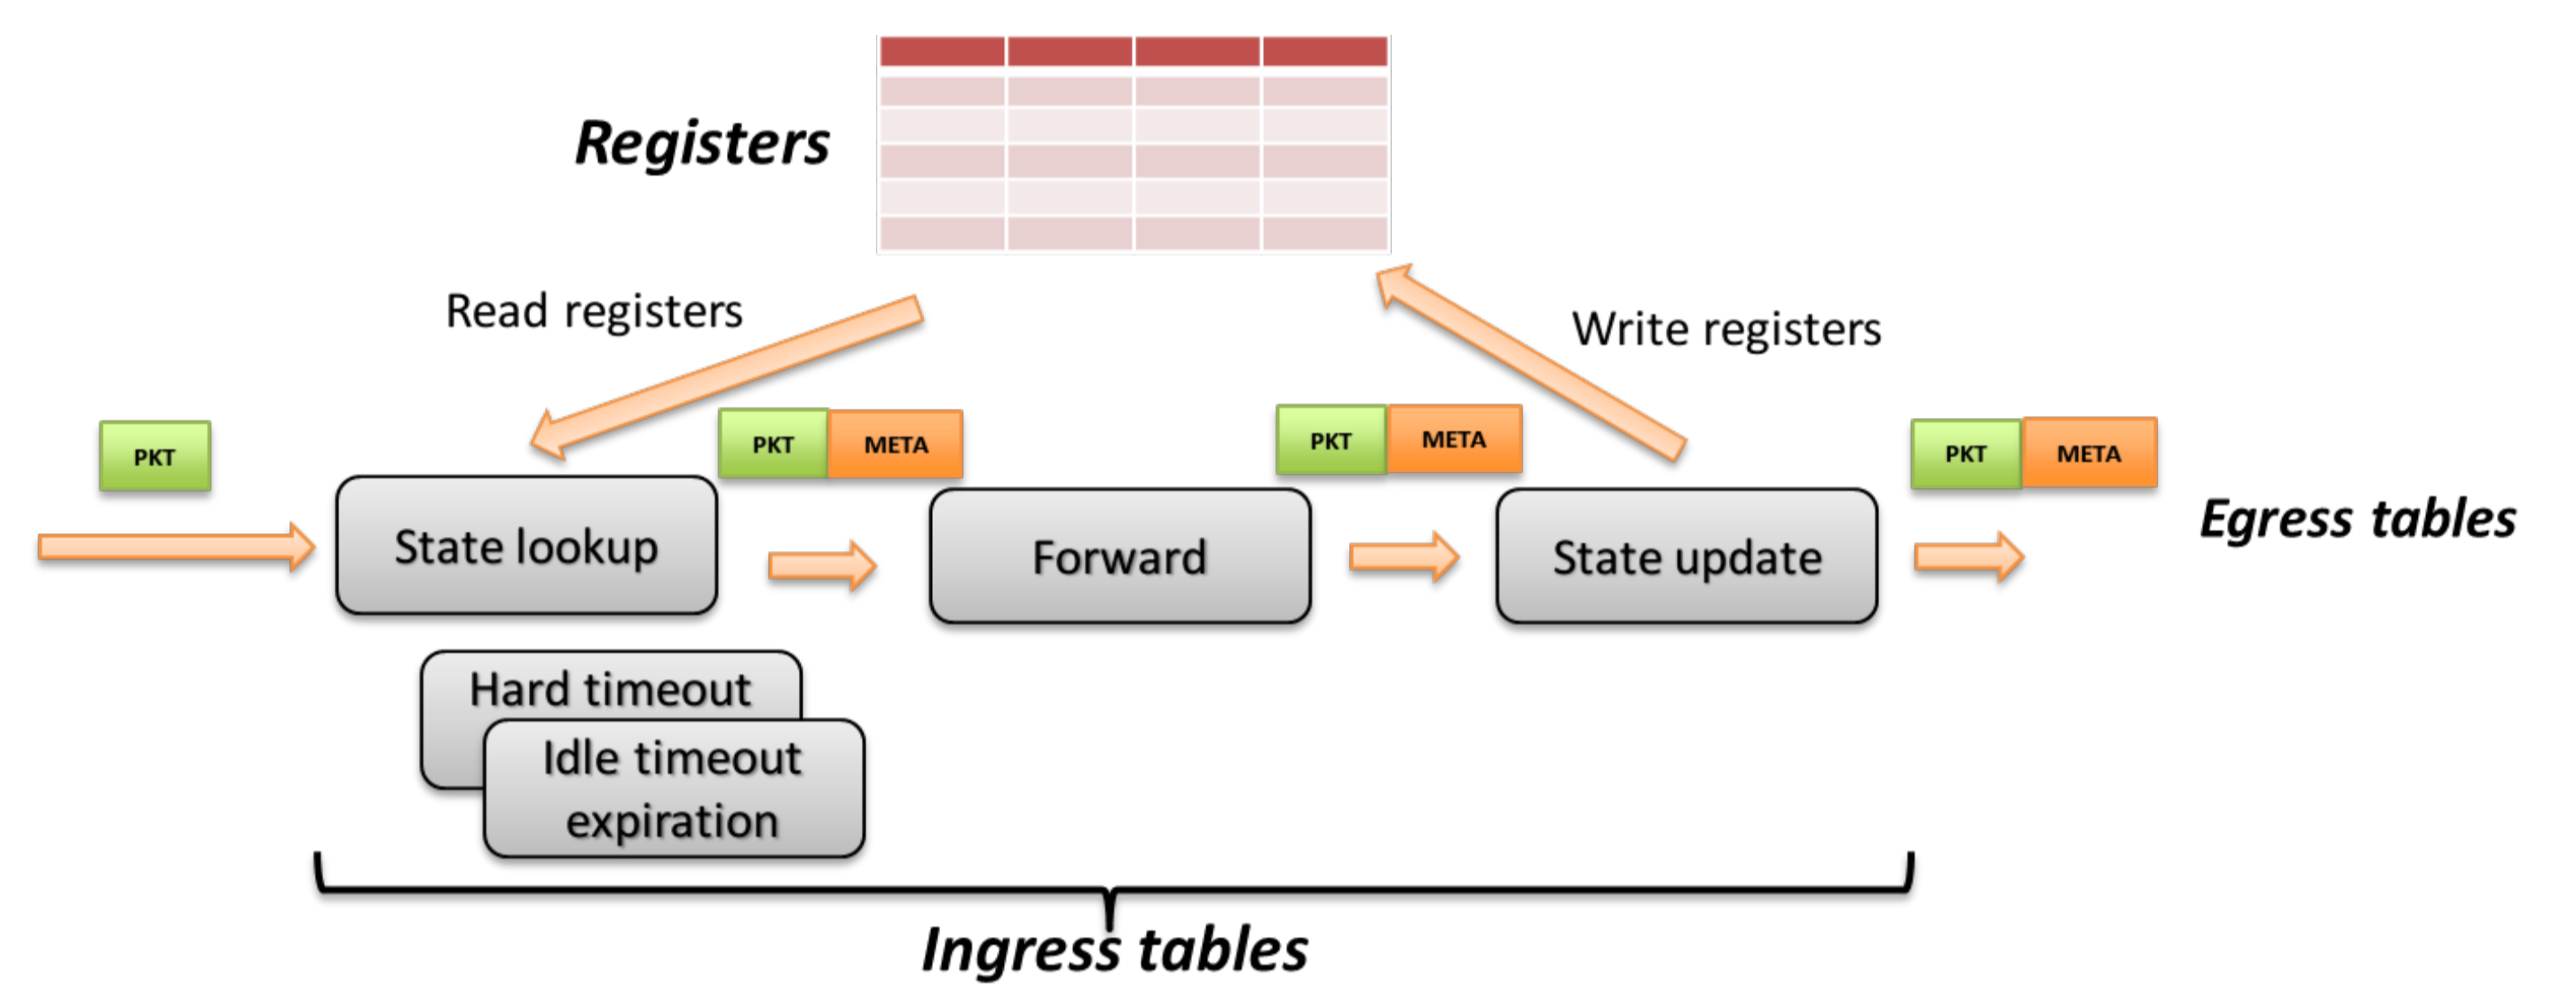 Registers
Read registers
Write registers
PKT
PKT META
PKT META
PKT META
State lookup
Forward
State update
Egress tables
Hard timeout
Idle timeout
expiration
Ingress tables